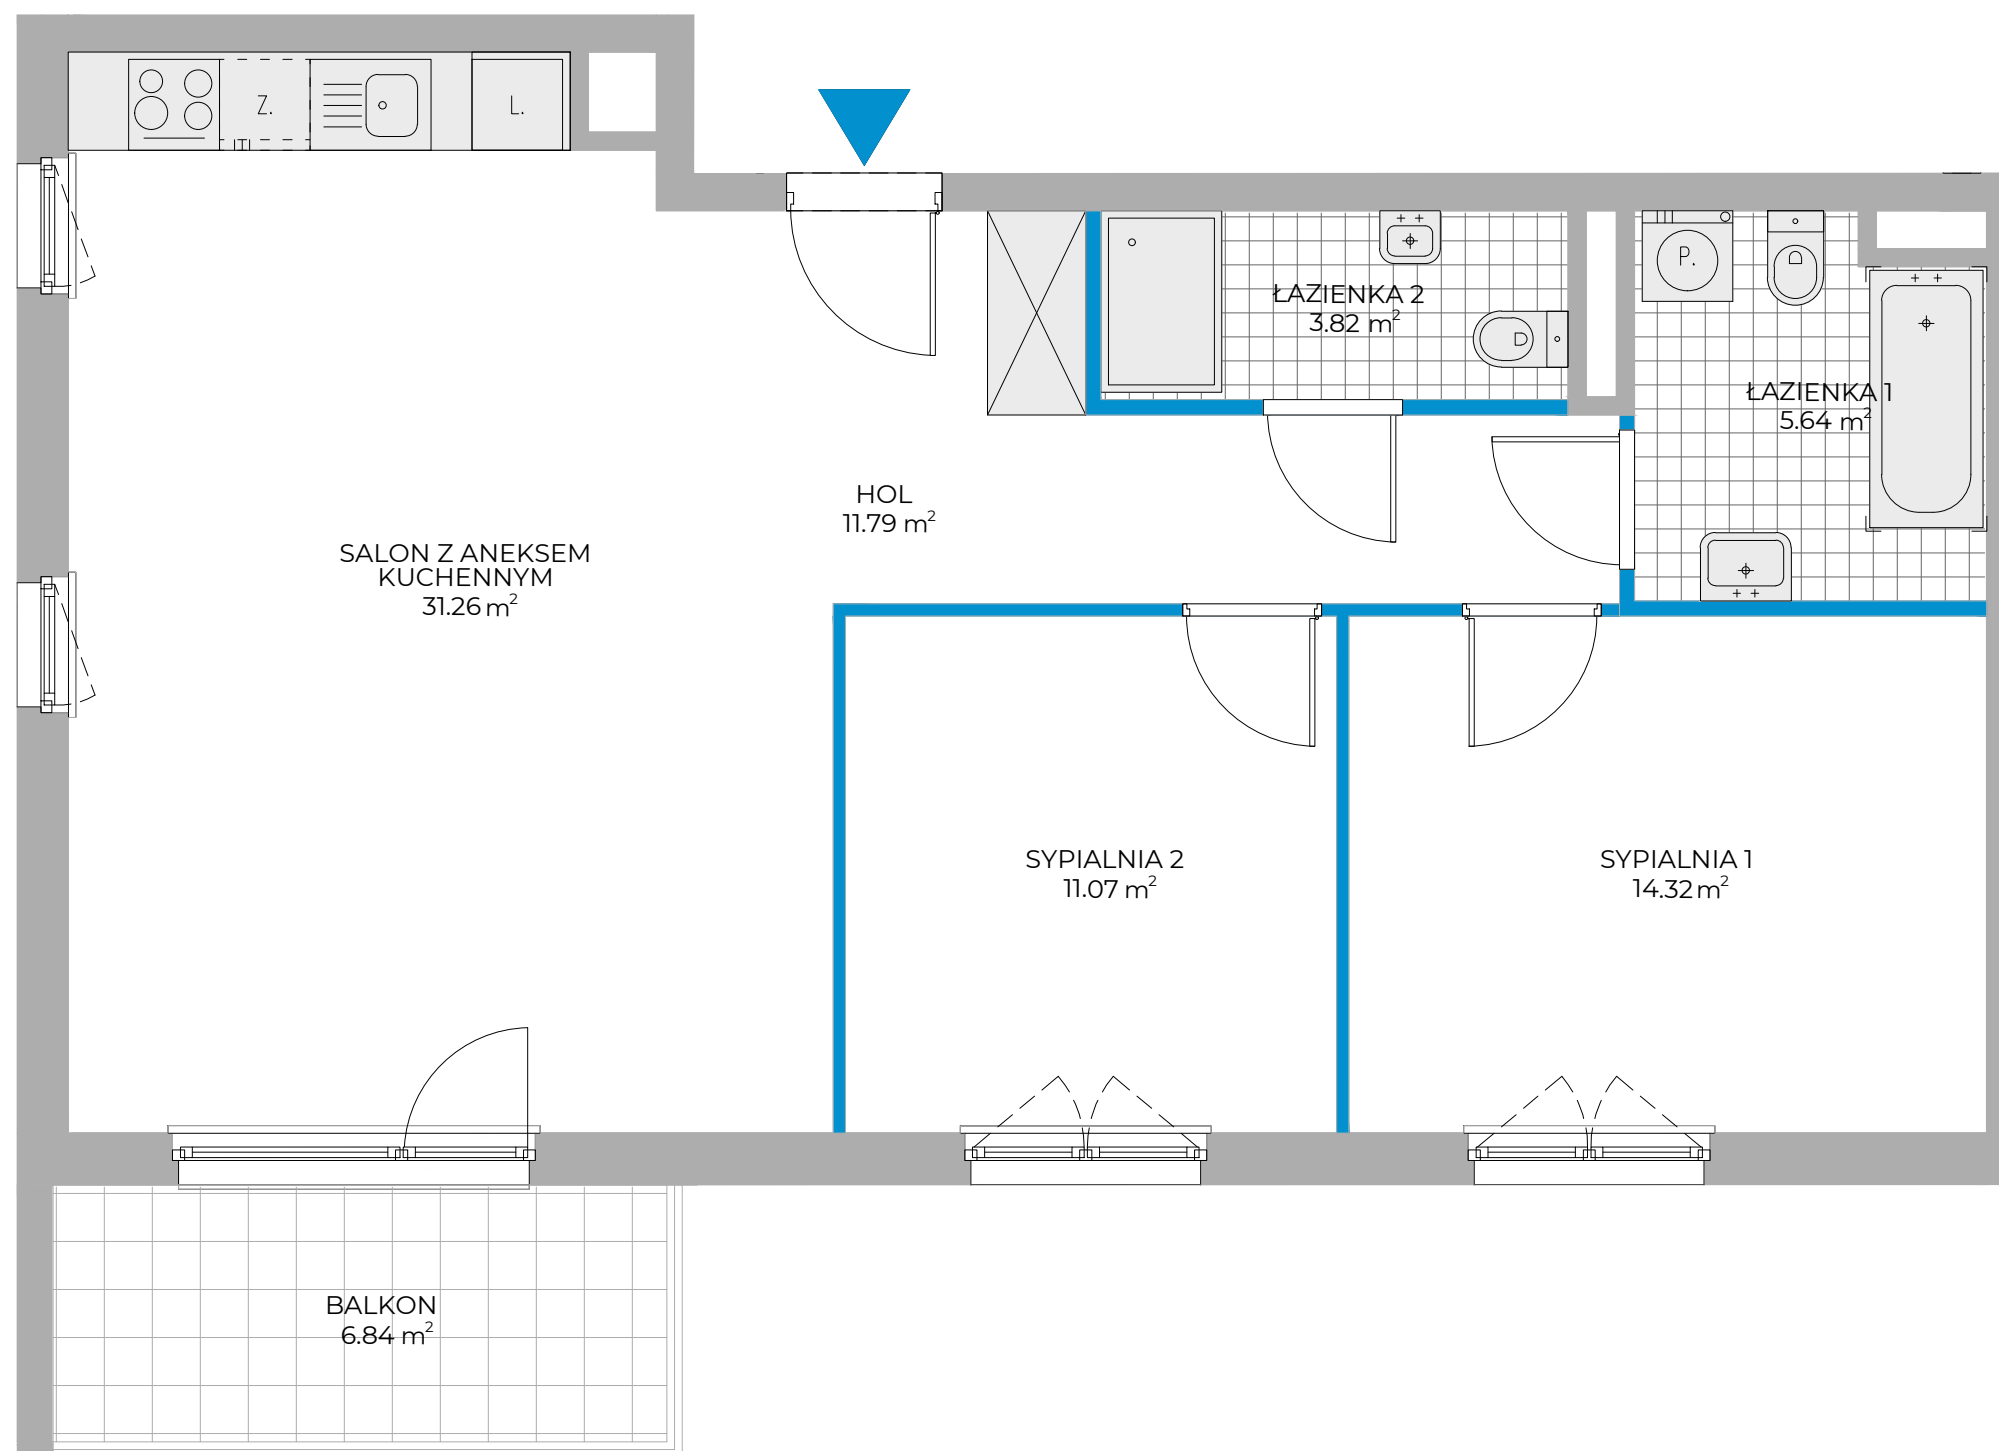 Z.
L.
P.
ŁAZIENKA 2
3.82 m²
ŁAZIENKA 1
5.64 m²
HOL
11.79 m²
SALON Z ANEKSEM
KUCHENNYM
31.26 m²
SYPIALNIA 2
11.07 m²
SYPIALNIA 1
14.32 m²
BALKON
6.84 m²